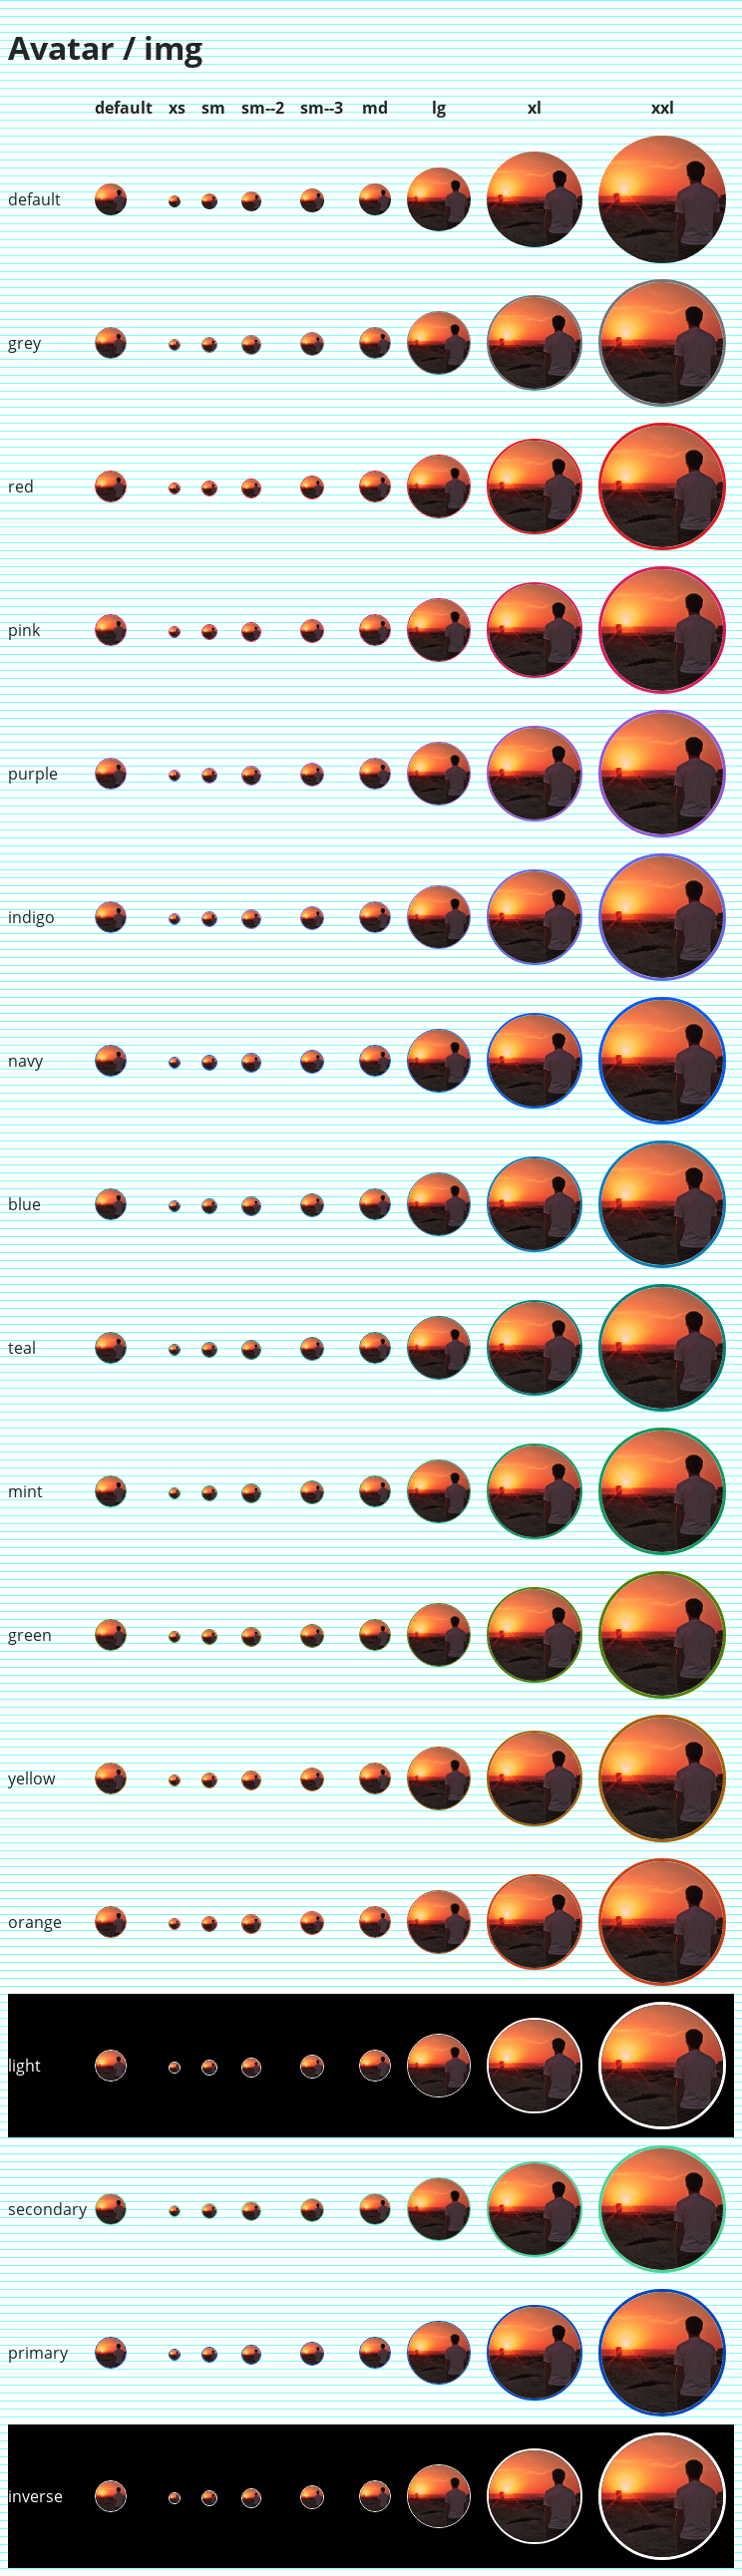 Avatar / img
default xs sm sm--2 sm--3 md lg xl xxl
default
grey
red
pink
purple
indigo
navy
blue
teal
mint
green
yellow
orange
light
secondary
primary
inverse